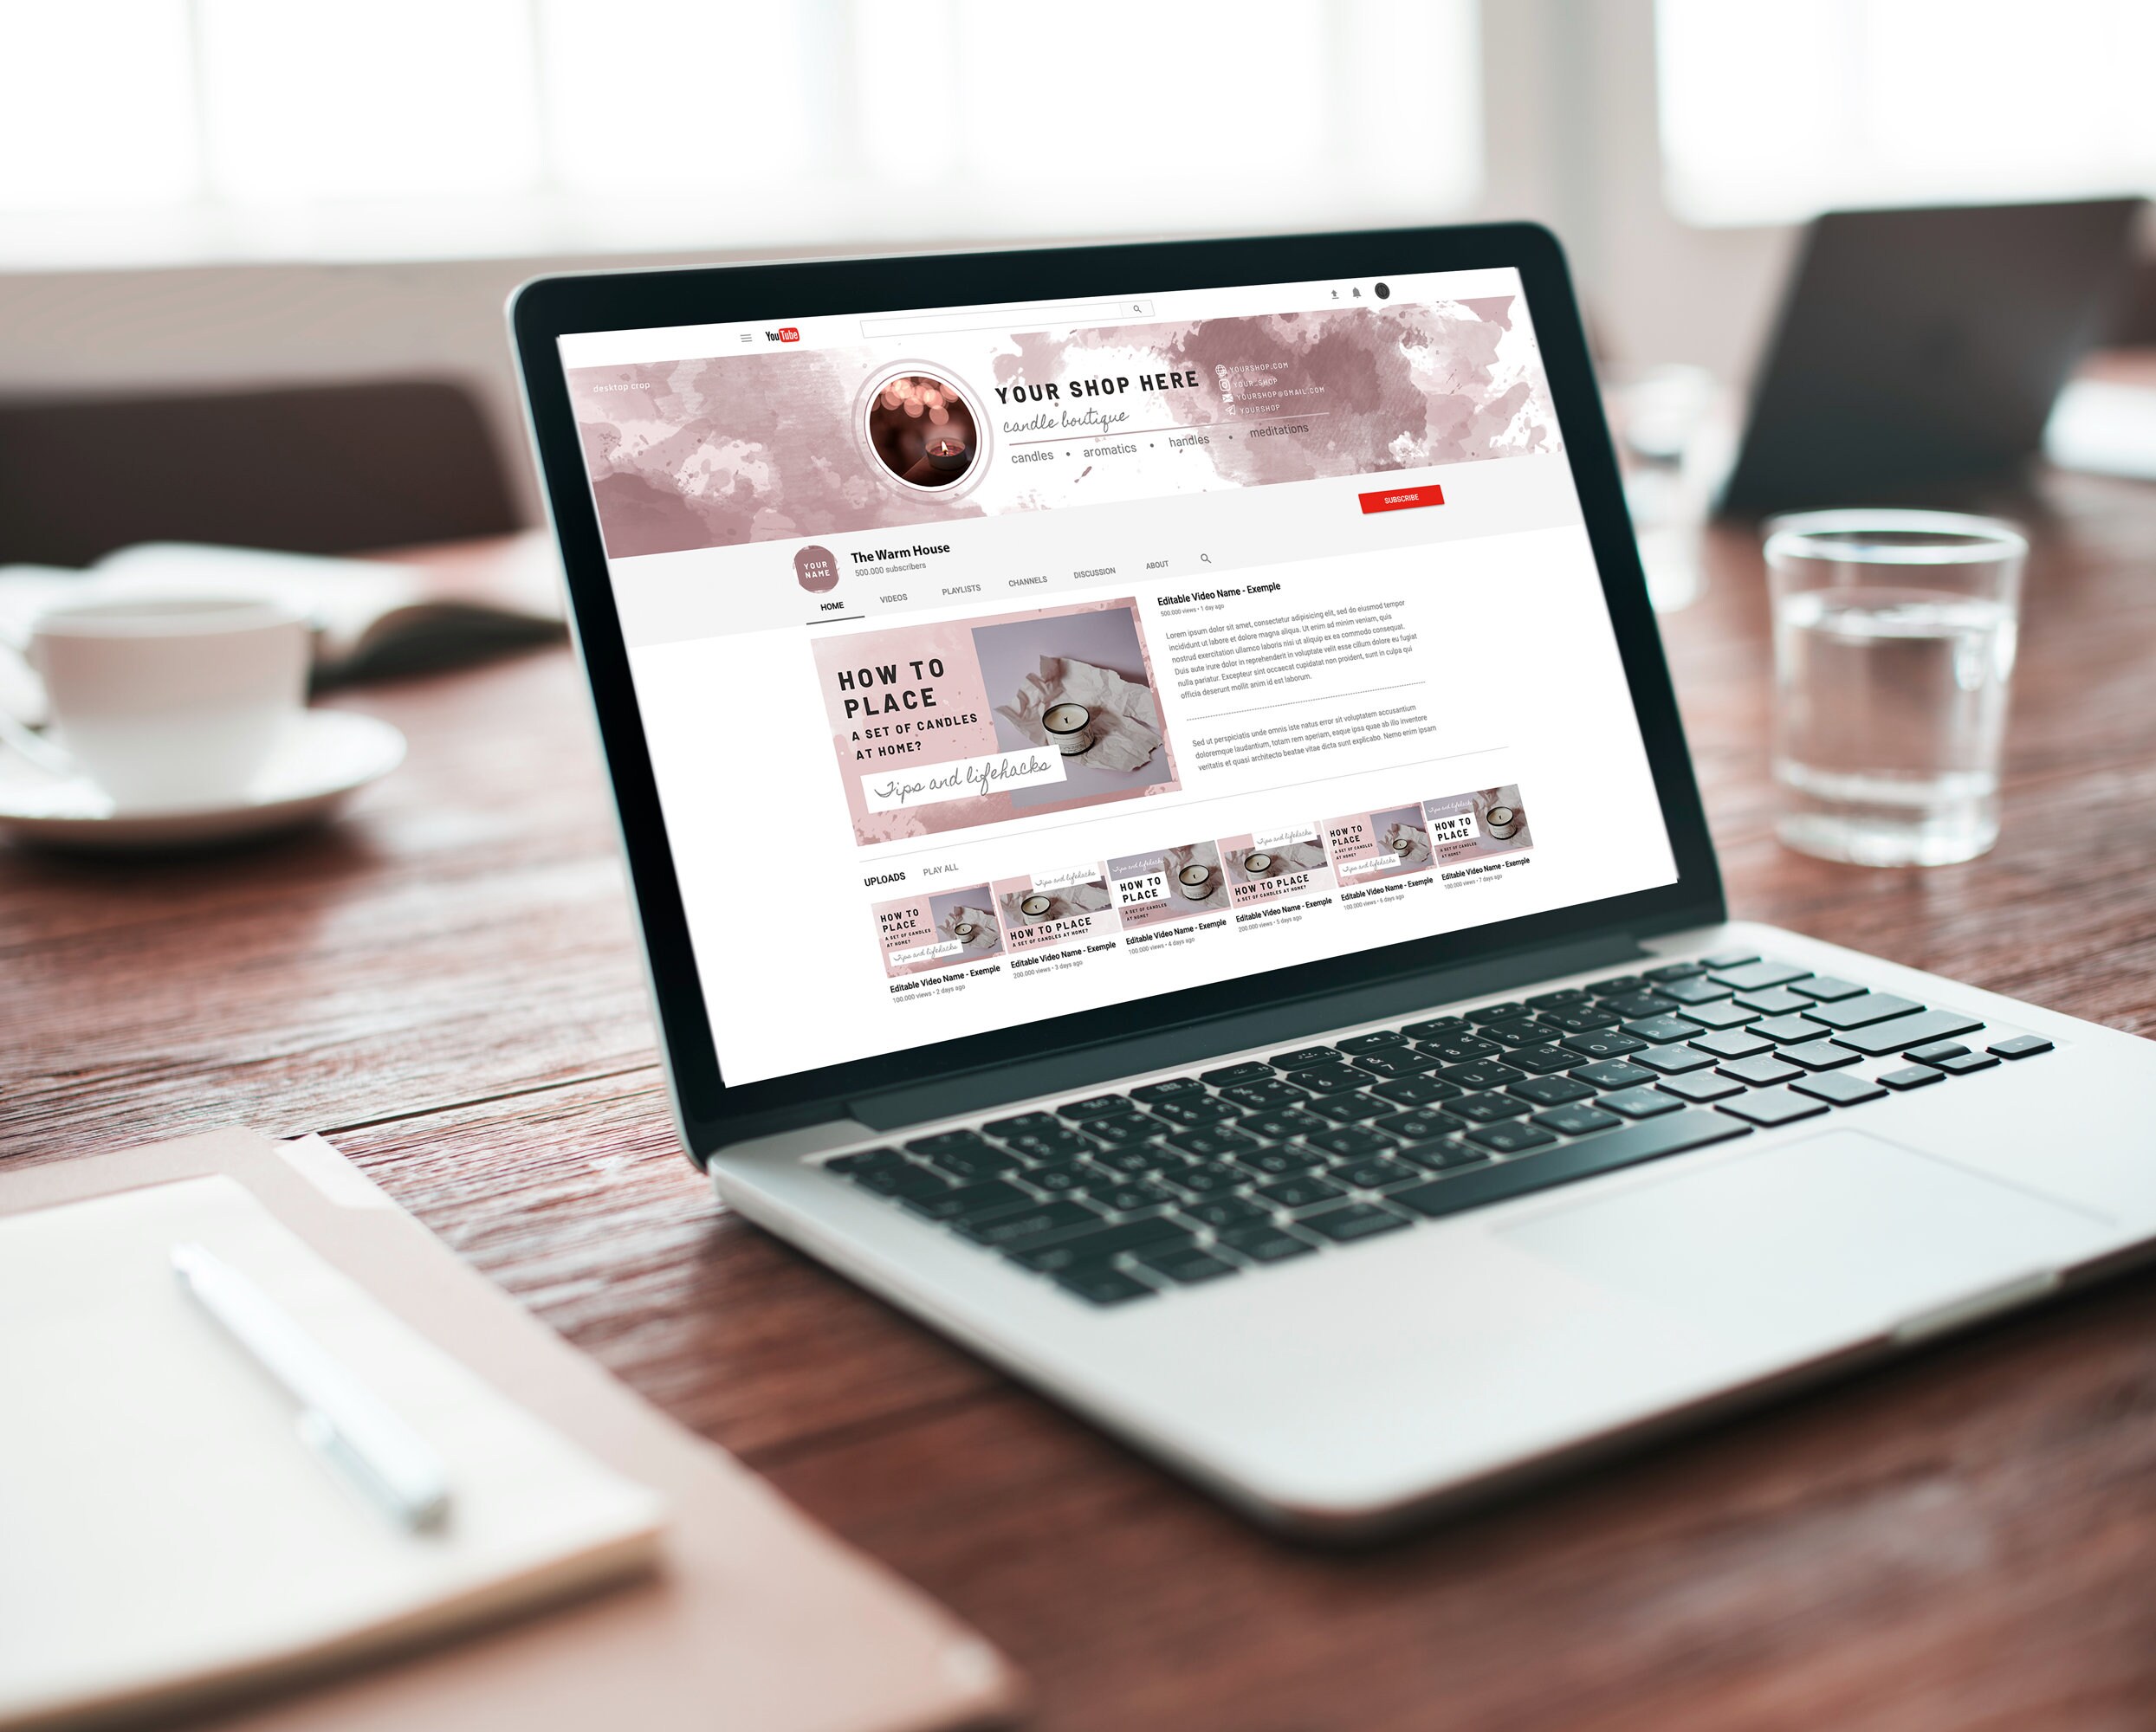 YouTube
desktop crop
YOUR SHOP HERE
candle boutique
candles • aromatics • handles • meditations
YOURSHOP.COM
YOUR_SHOP
YOURSHOP@GMAIL.COM
YOURSHOP
SUBSCRIBE
YOUR
NAME
The Warm House
500.000 subscribers
HOME VIDEOS PLAYLISTS CHANNELS DISCUSSION ABOUT
HOW TO
PLACE
A SET OF CANDLES
AT HOME?
Tips and lifehacks
Editable Video Name - Exemple
500.000 views • 1 day ago
Lorem ipsum dolor sit amet, consectetur adipisicing elit, sed do eiusmod tempor
incididunt ut labore et dolore magna aliqua. Ut enim ad minim veniam, quis
nostrud exercitation ullamco laboris nisi ut aliquip ex ea commodo consequat.
Duis aute irure dolor in reprehenderit in voluptate velit esse cillum dolore eu fugiat
nulla pariatur. Excepteur sint occaecat cupidatat non proident, sunt in culpa qui
officia deserunt mollit anim id est laborum.
Sed ut perspiciatis unde omnis iste natus error sit voluptatem accusantium
doloremque laudantium, totam rem aperiam, eaque ipsa quae ab illo inventore
veritatis et quasi architecto beatae vitae dicta sunt explicabo. Nemo enim ipsam
UPLOADS PLAY ALL
HOW TO
PLACE
A SET OF CANDLES
AT HOME?
Tips and lifehacks
Editable Video Name - Exemple
100.000 views • 2 days ago
Tips and lifehacks
HOW TO PLACE
A SET OF CANDLES AT HOME?
Editable Video Name - Exemple
200.000 views • 3 days ago
Tips and lifehacks
HOW TO
PLACE
A SET OF CANDLES
AT HOME?
Editable Video Name - Exemple
100.000 views • 4 days ago
Tips and lifehacks
HOW TO PLACE
A SET OF CANDLES AT HOME?
Editable Video Name - Exemple
200.000 views • 5 days ago
HOW TO
PLACE
A SET OF CANDLES
AT HOME?
Tips and lifehacks
Editable Video Name - Exemple
100.000 views • 6 days ago
Tips and lifehacks
HOW TO
PLACE
A SET OF CANDLES
AT HOME?
Editable Video Name - Exemple
100.000 views • 7 days ago